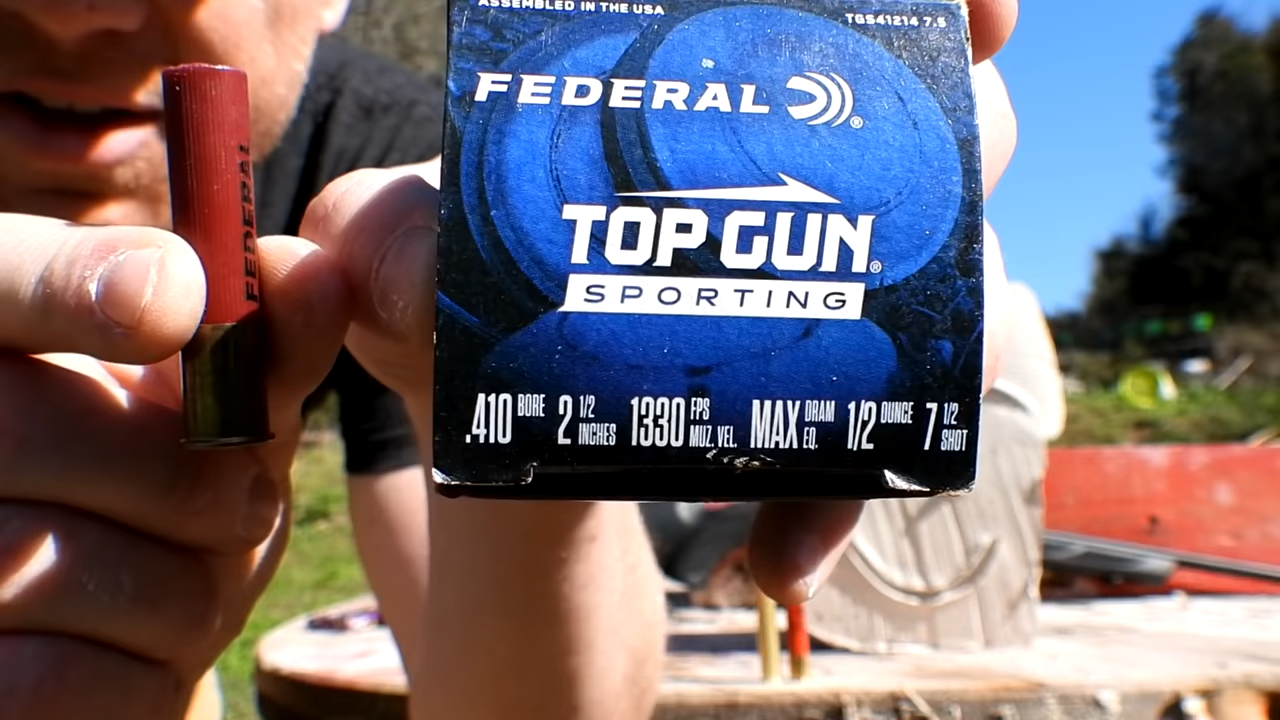 ASSEMBLED IN THE USA
TGS41214 7.5
FEDERAL®
TOP GUN®
SPORTING
.410 BORE 2 1/2 INCHES 1330 FPS MUZ. VEL. MAX DRAM EQ. 1/2 OUNCE 7 1/2 SHOT
FEDERAL